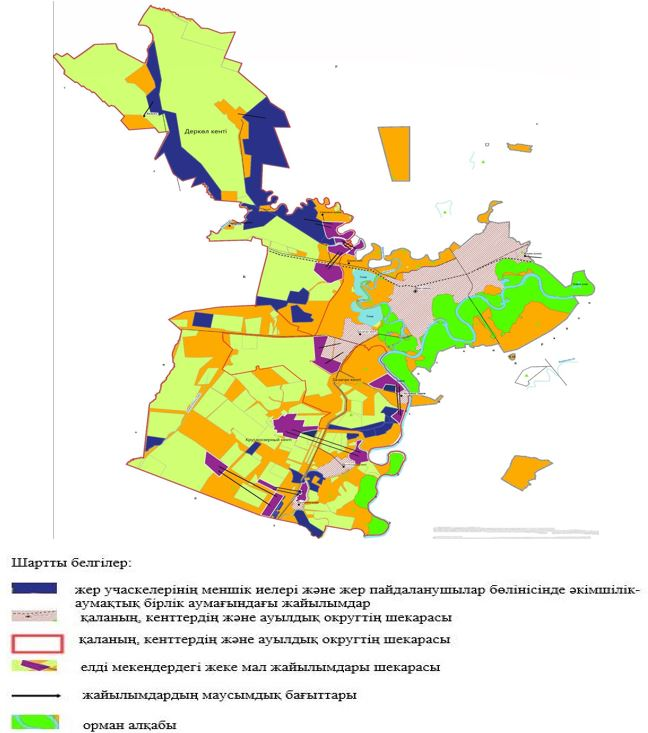 Деркөл кенті
Круглоозерный кенті
Шартты белгілер:
жер учаскелерінің меншік иелері және жер пайдаланушылар бөлінісінде әкімшілік-
аумақтық бірлік аумағындағы жайылымдар
қаланың, кенттердің және ауылдық округтің шекарасы
қаланың, кенттердің және ауылдық округтің шекарасы
елді мекендердегі жеке мал жайылымдары шекарасы
жайылымдардың маусымдық бағыттары
орман алқабы